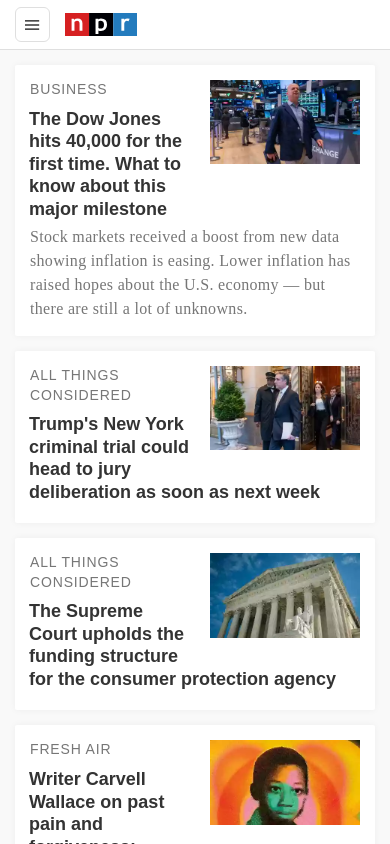 npr
BUSINESS
The Dow Jones
hits 40,000 for the
first time. What to
know about this
major milestone
CHANGE
Stock markets received a boost from new data
showing inflation is easing. Lower inflation has
raised hopes about the U.S. economy — but
there are still a lot of unknowns.
ALL THINGS
CONSIDERED
Trump's New York
criminal trial could
head to jury
deliberation as soon as next week
ALL THINGS
CONSIDERED
The Supreme
Court upholds the
funding structure
for the consumer protection agency
FRESH AIR
Writer Carvell
Wallace on past
pain and